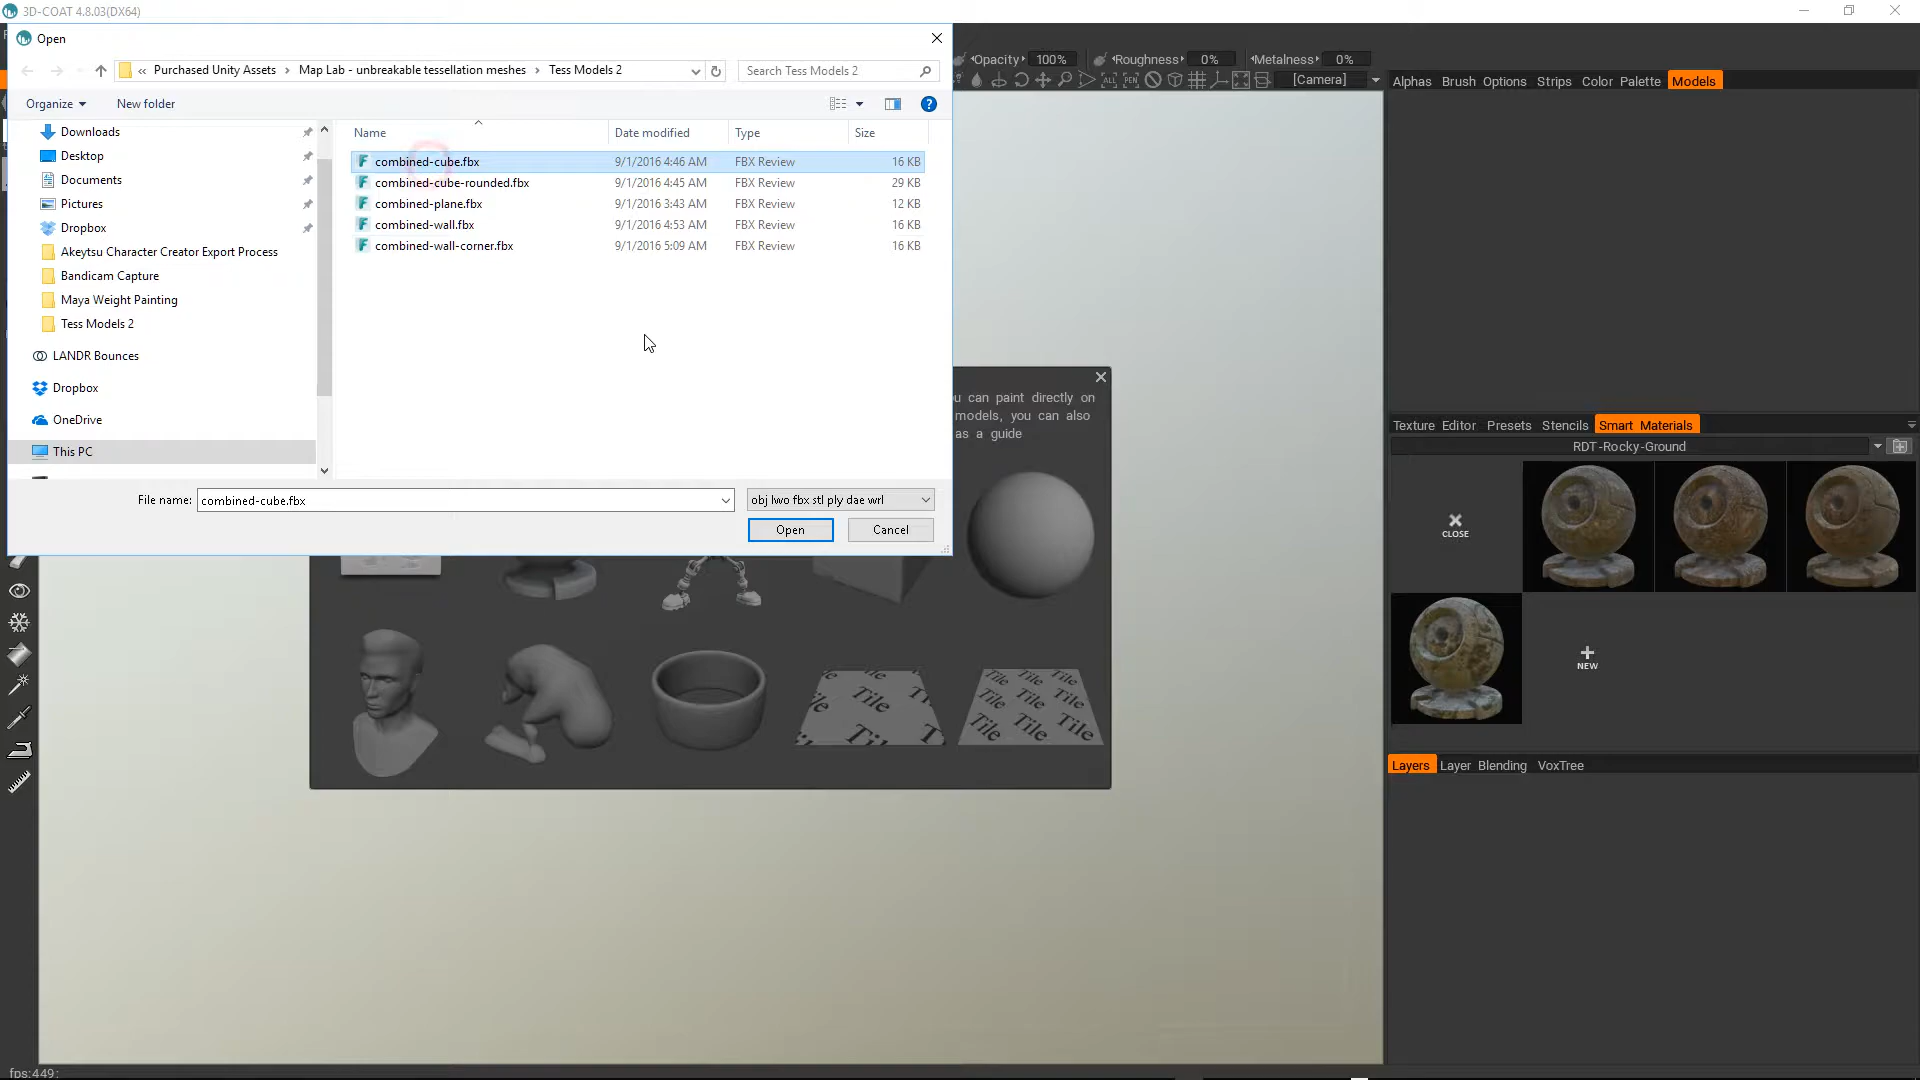 3D-COAT 4.8.03(DX64)
Open
« Purchased Unity Assets › Map Lab - unbreakable tessellation meshes › Tess Models 2
Search Tess Models 2
Organize
New folder
Name Date modified Type Size
combined-cube.fbx 9/1/2016 4:46 AM FBX Review 16 KB
combined-cube-rounded.fbx 9/1/2016 4:45 AM FBX Review 29 KB
combined-plane.fbx 9/1/2016 3:43 AM FBX Review 12 KB
combined-wall.fbx 9/1/2016 4:53 AM FBX Review 16 KB
combined-wall-corner.fbx 9/1/2016 5:09 AM FBX Review 16 KB
Downloads
Desktop
Documents
Pictures
Dropbox
Akeytsu Character Creator Export Process
Bandicam Capture
Maya Weight Painting
Tess Models 2
LANDR Bounces
Dropbox
OneDrive
This PC
File name: combined-cube.fbx
obj lwo fbx stl ply dae wrl
Open Cancel
Opacity 100% Roughness 0% Metalness 0%
ALL PEN [Camera]
Alphas Brush Options Strips Color Palette Models
can paint directly on
models, you can also
as a guide
Tile Tile
Texture Editor Presets Stencils Smart Materials
RDT-Rocky-Ground
CLOSE
NEW
Layers Layer Blending VoxTree
fps:449;